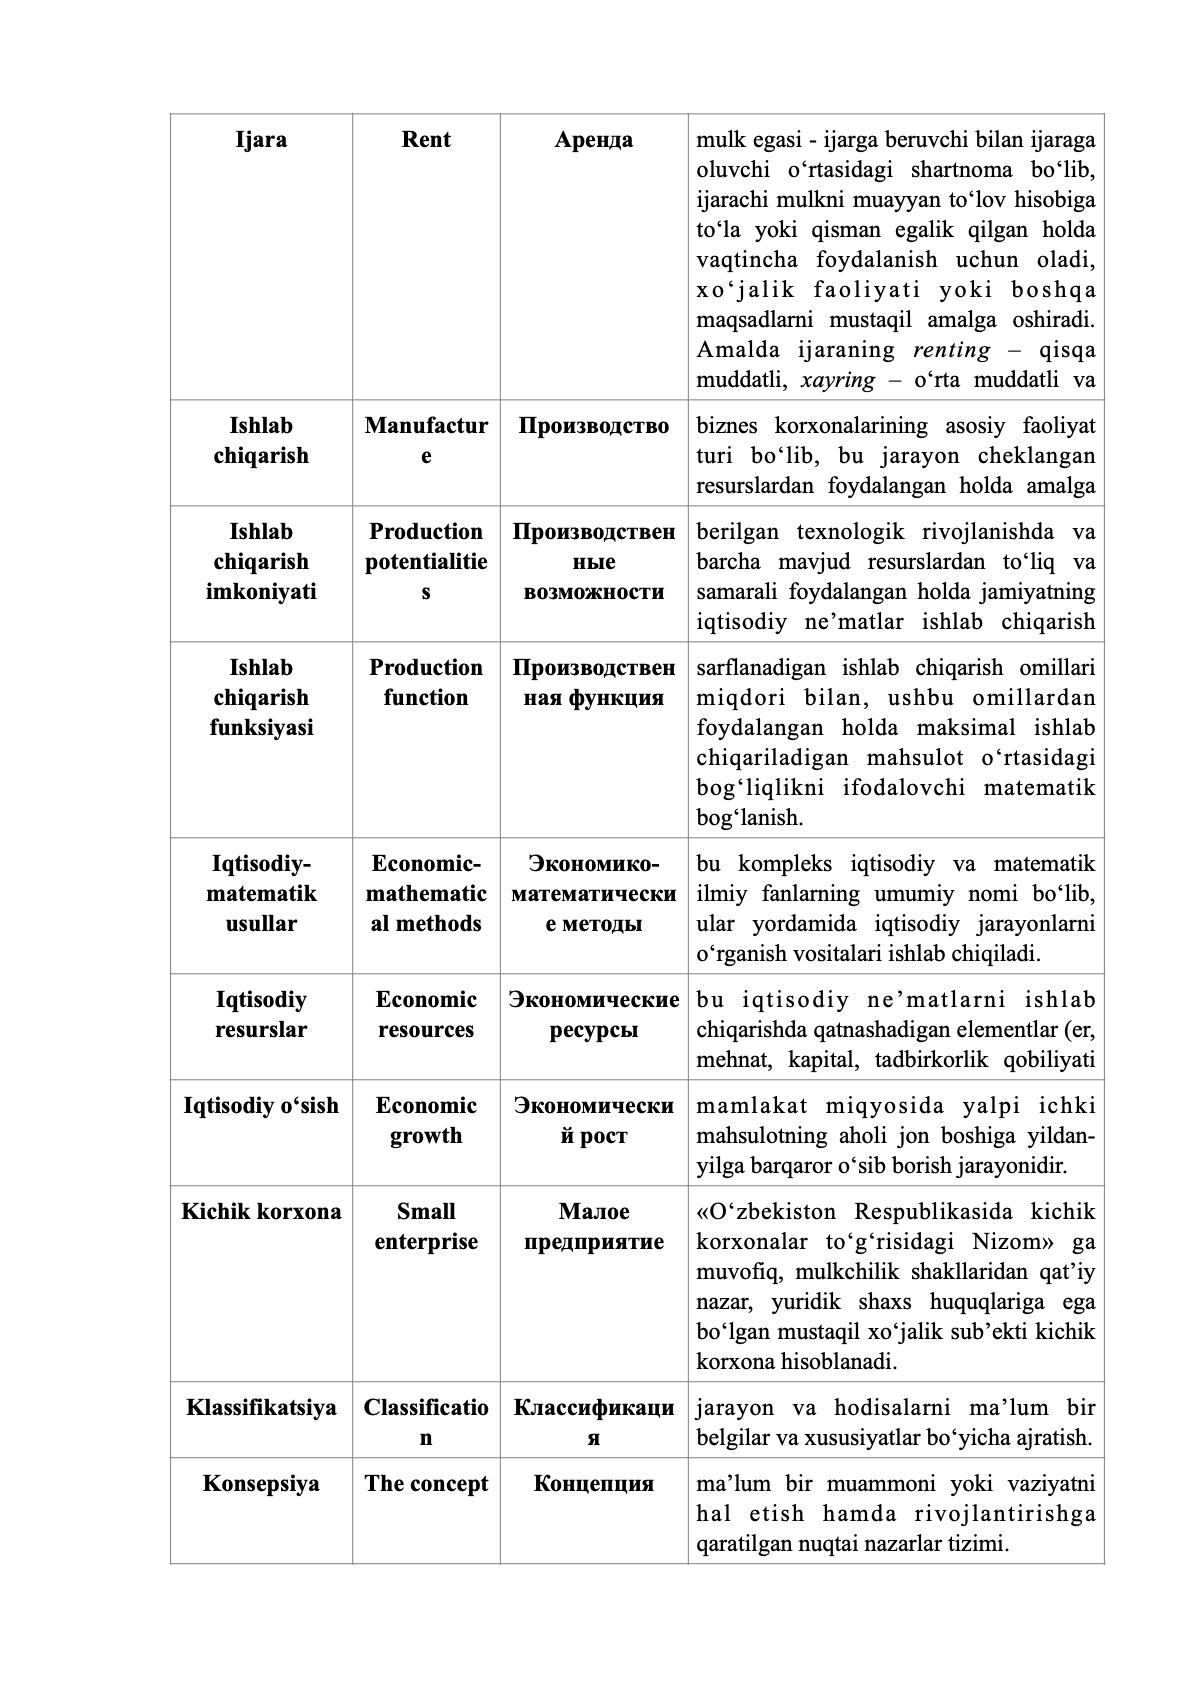 Ijara
Rent
Аренда
mulk egasi - ijarga beruvchi bilan ijaraga
oluvchi o‘rtasidagi shartnoma bo‘lib,
ijarachi mulkni muayyan to‘lov hisobiga
to‘la yoki qisman egalik qilgan holda
vaqtincha foydalanish uchun oladi,
xo‘jalik faoliyati yoki boshqa
maqsadlarni mustaqil amalga oshiradi.
Amalda ijaraning renting – qisqa
muddatli, xayring – o‘rta muddatli va
Ishlab
chiqarish
Manufactur
e
Производство
biznes korxonalarining asosiy faoliyat
turi bo‘lib, bu jarayon cheklangan
resurslardan foydalangan holda amalga
Ishlab
chiqarish
imkoniyati
Production
potentialitie
s
Производствен
ные
возможности
berilgan texnologik rivojlanishda va
barcha mavjud resurslardan to‘liq va
samarali foydalangan holda jamiyatning
iqtisodiy ne’matlar ishlab chiqarish
Ishlab
chiqarish
funksiyasi
Production
function
Производствен
ная функция
sarflanadigan ishlab chiqarish omillari
miqdori bilan, ushbu omillardan
foydalangan holda maksimal ishlab
chiqariladigan mahsulot o‘rtasidagi
bog‘liqlikni ifodalovchi matematik
bog‘lanish.
Iqtisodiy-
matematik
usullar
Economic-
mathematic
al methods
Экономико-
математически
е методы
bu kompleks iqtisodiy va matematik
ilmiy fanlarning umumiy nomi bo‘lib,
ular yordamida iqtisodiy jarayonlarni
o‘rganish vositalari ishlab chiqiladi.
Iqtisodiy
resurslar
Economic
resources
Экономические
ресурсы
bu iqtisodiy ne’matlarni ishlab
chiqarishda qatnashadigan elementlar (er,
mehnat, kapital, tadbirkorlik qobiliyati
Iqtisodiy o‘sish
Economic
growth
Экономически
й рост
mamlakat miqyosida yalpi ichki
mahsulotning aholi jon boshiga yildan-
yilga barqaror o‘sib borish jarayonidir.
Kichik korxona
Small
enterprise
Малое
предприятие
«O‘zbekiston Respublikasida kichik
korxonalar to‘g‘risidagi Nizom» ga
muvofiq, mulkchilik shakllaridan qat’iy
nazar, yuridik shaxs huquqlariga ega
bo‘lgan mustaqil xo‘jalik sub’ekti kichik
korxona hisoblanadi.
Klassifikatsiya
Classificatio
n
Классификаци
я
jarayon va hodisalarni ma’lum bir
belgilar va xususiyatlar bo‘yicha ajratish.
Konsepsiya
The concept
Концепция
ma’lum bir muammoni yoki vaziyatni
hal etish hamda rivojlantirishga
qaratilgan nuqtai nazarlar tizimi.